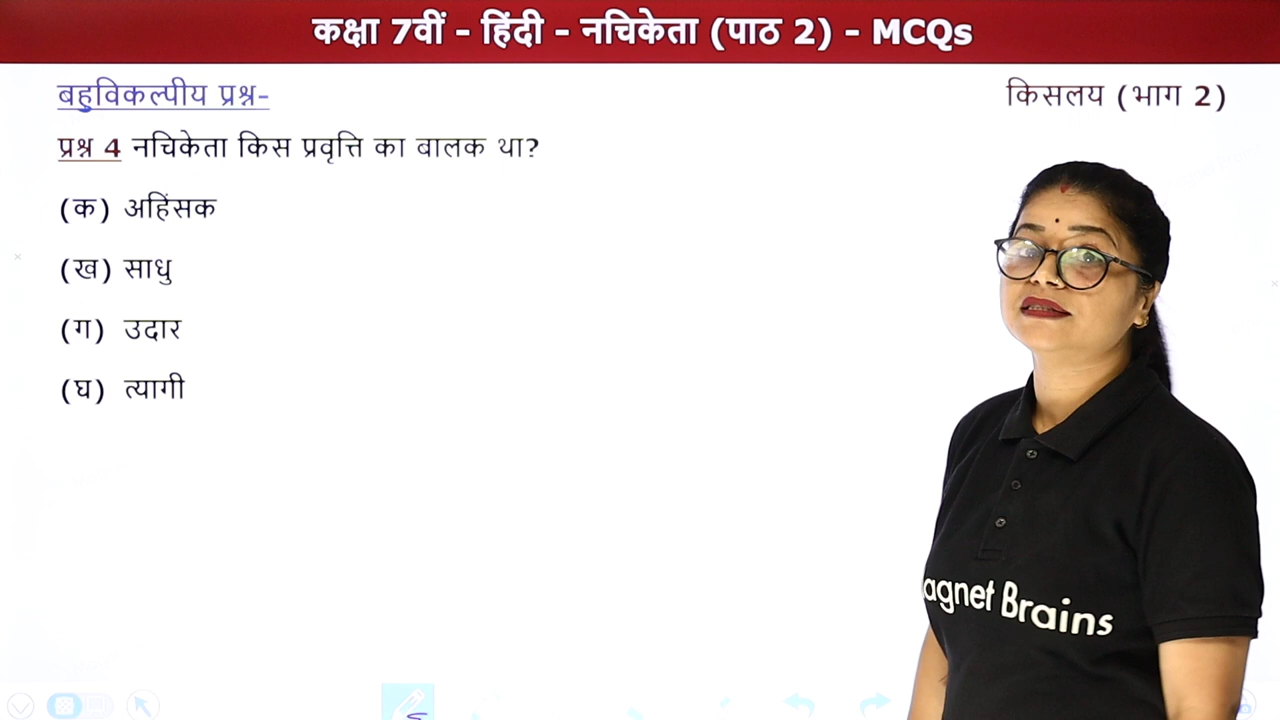 कक्षा 7वीं - हिंदी - नचिकेता (पाठ 2) - MCQs
बहुविकल्पीय प्रश्न-
किसलय (भाग 2)
प्रश्न 4 नचिकेता किस प्रवृत्ति का बालक था?
(क) अहिंसक
(ख) साधु
(ग) उदार
(घ) त्यागी
agnet Brains